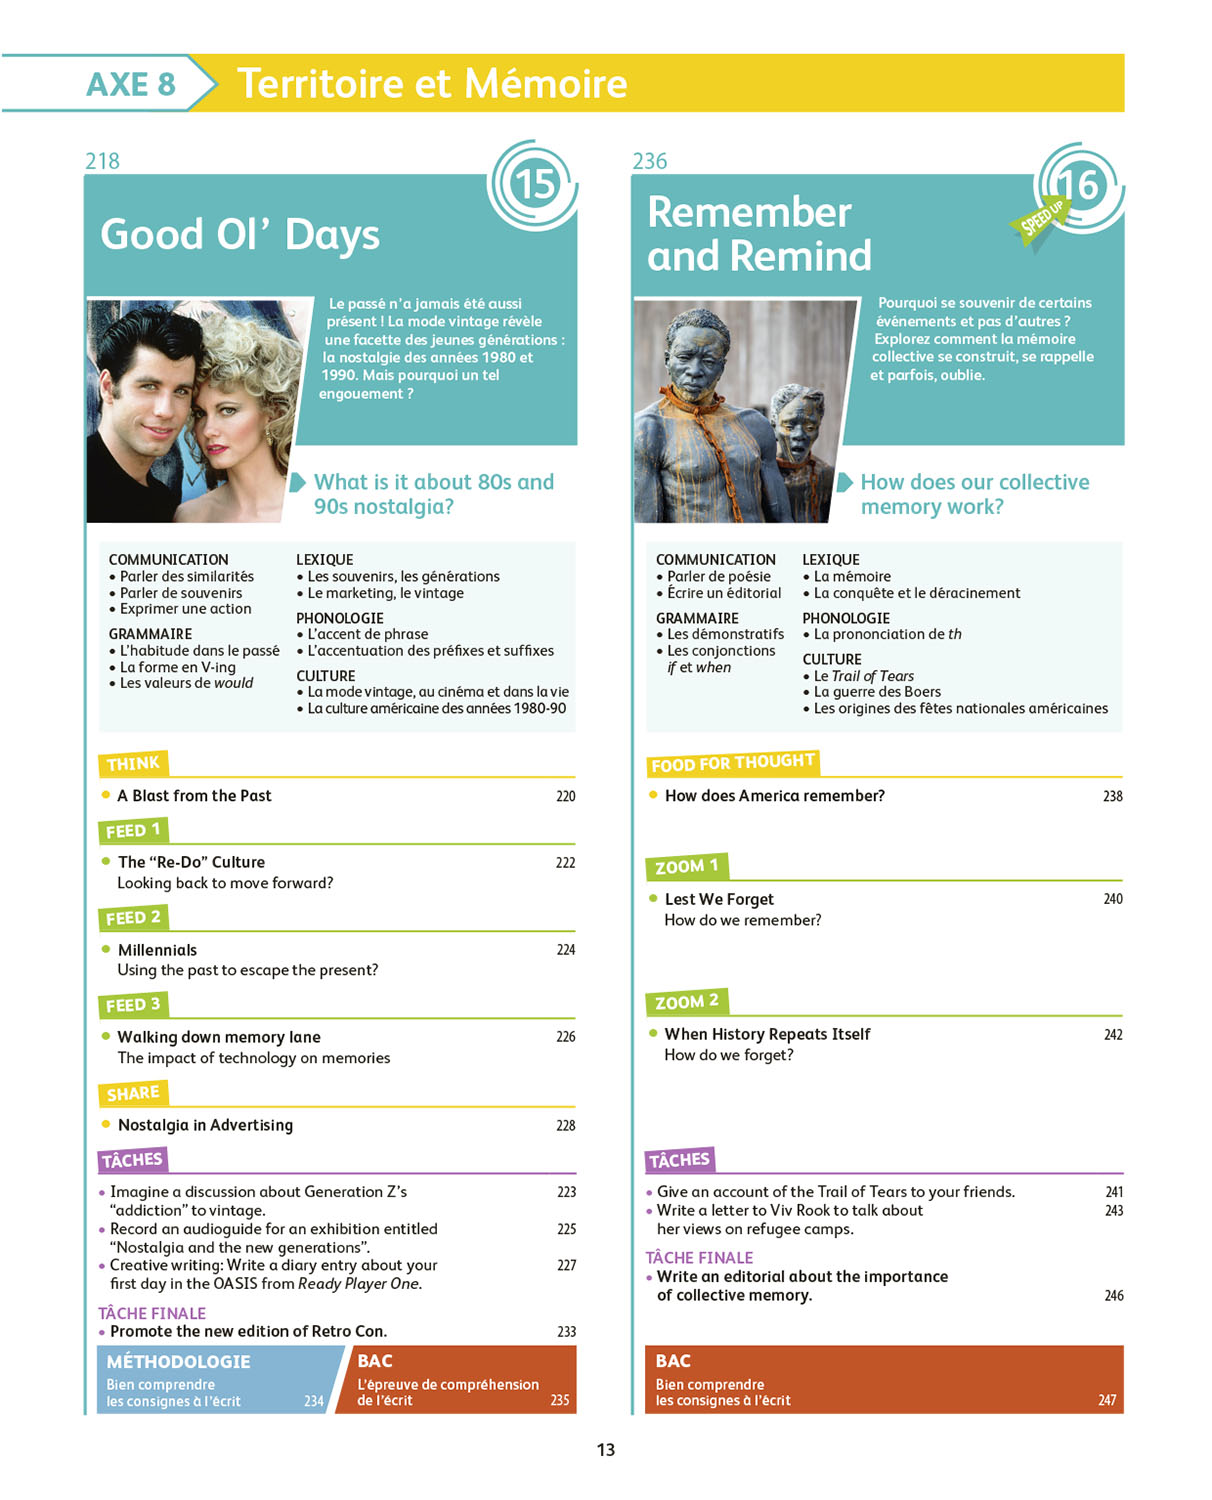 AXE 8
Territoire et Mémoire
218
15
Good Ol’ Days
Le passé n’a jamais été aussi
présent ! La mode vintage révèle
une facette des jeunes générations :
la nostalgie des années 1980 et
1990. Mais pourquoi un tel
engouement ?
What is it about 80s and
90s nostalgia?
COMMUNICATION
• Parler des similarités
• Parler de souvenirs
• Exprimer une action
GRAMMAIRE
• L’habitude dans le passé
• La forme en V-ing
• Les valeurs de would
LEXIQUE
• Les souvenirs, les générations
• Le marketing, le vintage
PHONOLOGIE
• L’accent de phrase
• L’accentuation des préfixes et suffixes
CULTURE
• La mode vintage, au cinéma et dans la vie
• La culture américaine des années 1980-90
THINK
• A Blast from the Past 220
FEED 1
• The “Re-Do” Culture 222
Looking back to move forward?
FEED 2
• Millennials 224
Using the past to escape the present?
FEED 3
• Walking down memory lane 226
The impact of technology on memories
SHARE
• Nostalgia in Advertising 228
TÂCHES
• Imagine a discussion about Generation Z’s 223
“addiction” to vintage.
• Record an audioguide for an exhibition entitled 225
“Nostalgia and the new generations”.
• Creative writing: Write a diary entry about your 227
first day in the OASIS from Ready Player One.
TÂCHE FINALE
• Promote the new edition of Retro Con. 233
MÉTHODOLOGIE
Bien comprendre
les consignes à l’écrit 234
BAC
L’épreuve de compréhension
de l’écrit 235
236
16
SPEED UP
Remember
and Remind
Pourquoi se souvenir de certains
événements et pas d’autres ?
Explorez comment la mémoire
collective se construit, se rappelle
et parfois, oublie.
How does our collective
memory work?
COMMUNICATION
• Parler de poésie
• Écrire un éditorial
GRAMMAIRE
• Les démonstratifs
• Les conjonctions
if et when
LEXIQUE
• La mémoire
• La conquête et le déracinement
PHONOLOGIE
• La prononciation de th
CULTURE
• Le Trail of Tears
• La guerre des Boers
• Les origines des fêtes nationales américaines
FOOD FOR THOUGHT
• How does America remember? 238
ZOOM 1
• Lest We Forget 240
How do we remember?
ZOOM 2
• When History Repeats Itself 242
How do we forget?
TÂCHES
• Give an account of the Trail of Tears to your friends. 241
• Write a letter to Viv Rook to talk about 243
her views on refugee camps.
TÂCHE FINALE
• Write an editorial about the importance
of collective memory. 246
BAC
Bien comprendre
les consignes à l’écrit 247
13